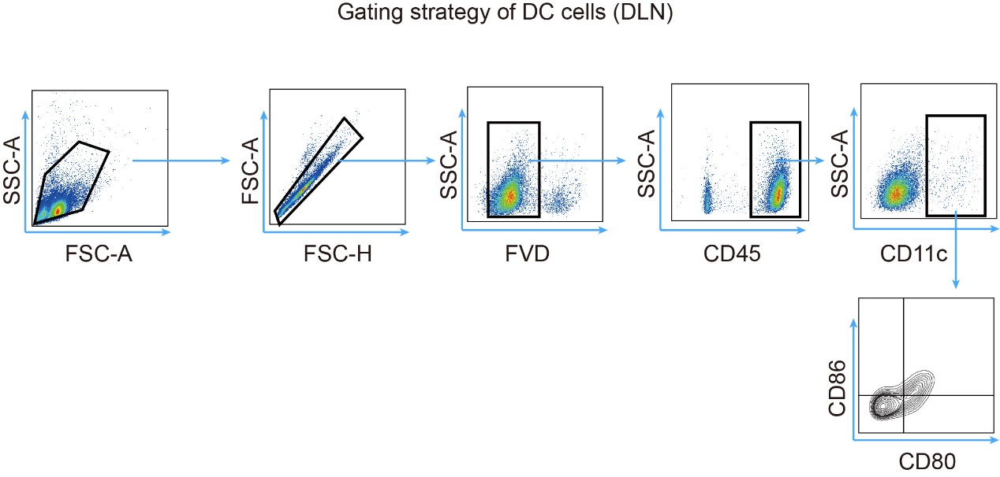 Gating strategy of DC cells (DLN)
SSC-A
FSC-A
FSC-A
FSC-H
SSC-A
FVD
SSC-A
CD45
SSC-A
CD11c
CD86
CD80